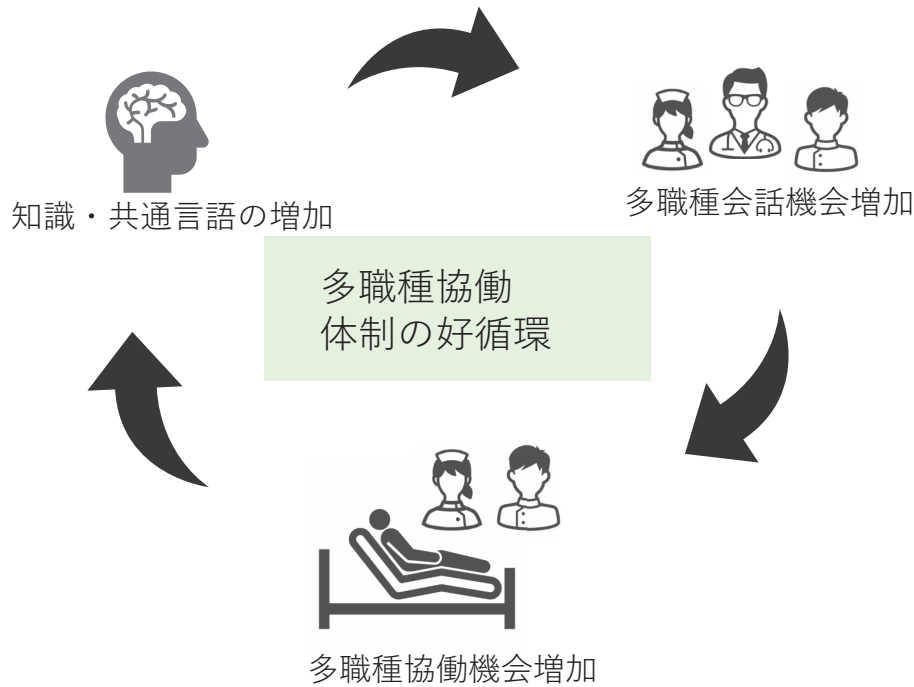 知識・共通言語の増加
多職種会話機会増加
多職種協働
体制の好循環
多職種協働機会増加